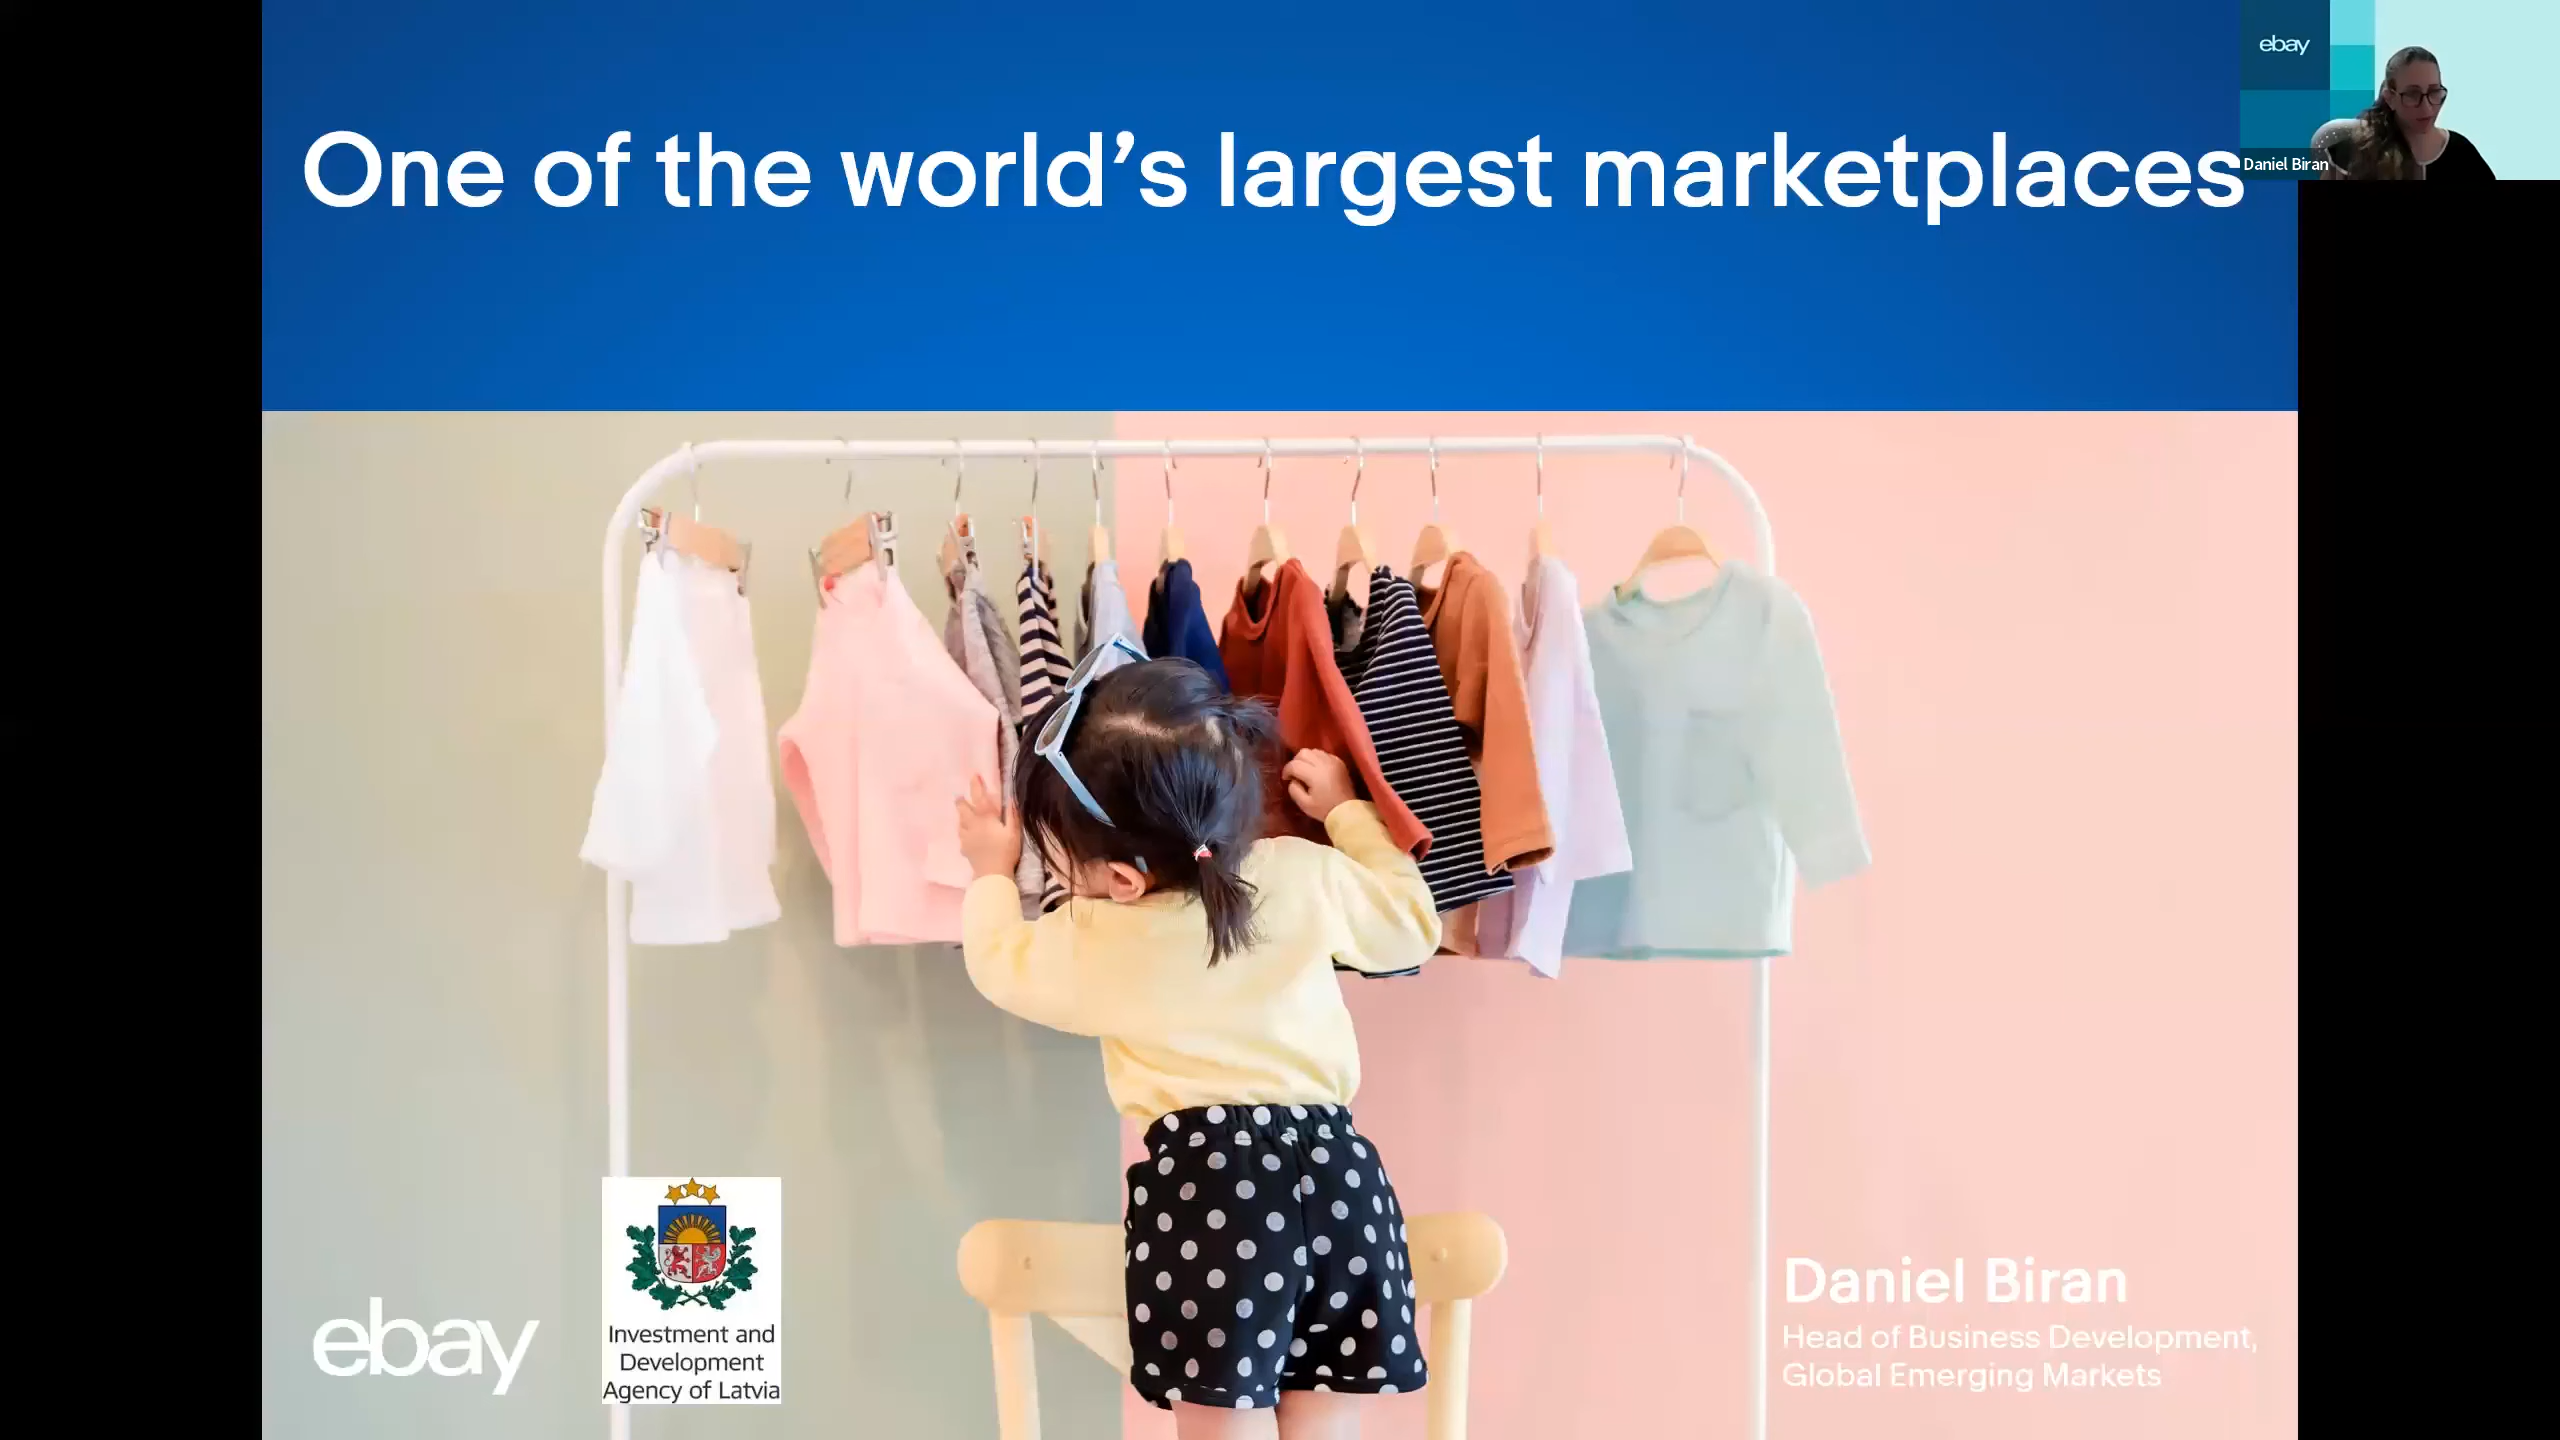 One of the world’s largest marketplaces
ebay
Daniel Biran
ebay
Investment and
Development
Agency of Latvia
Daniel Biran
Head of Business Development,
Global Emerging Markets